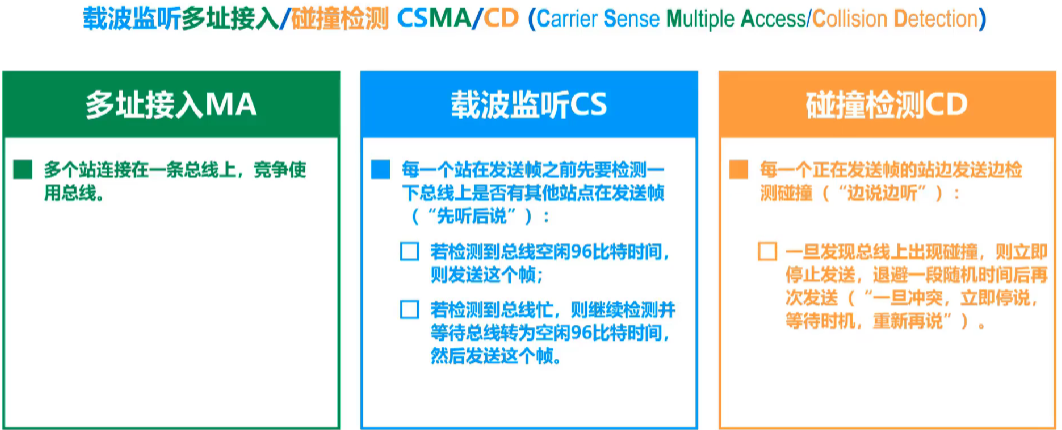 载波监听多址接入/碰撞检测 CSMA/CD (Carrier Sense Multiple Access/Collision Detection)
多址接入MA
多个站连接在一条总线上，竞争使
用总线。
载波监听CS
每一个站在发送帧之前先要检测一
下总线上是否有其他站点在发送帧
（“先听后说”）：
若检测到总线空闲96比特时间，
则发送这个帧；
若检测到总线忙，则继续检测并
等待总线转为空闲96比特时间，
然后发送这个帧。
碰撞检测CD
每一个正在发送帧的站边发送边检
测碰撞（“边说边听”）：
一旦发现总线上出现碰撞，则立即
停止发送，退避一段随机时间后再
次发送（“一旦冲突，立即停说，
等待时机，重新再说”）。